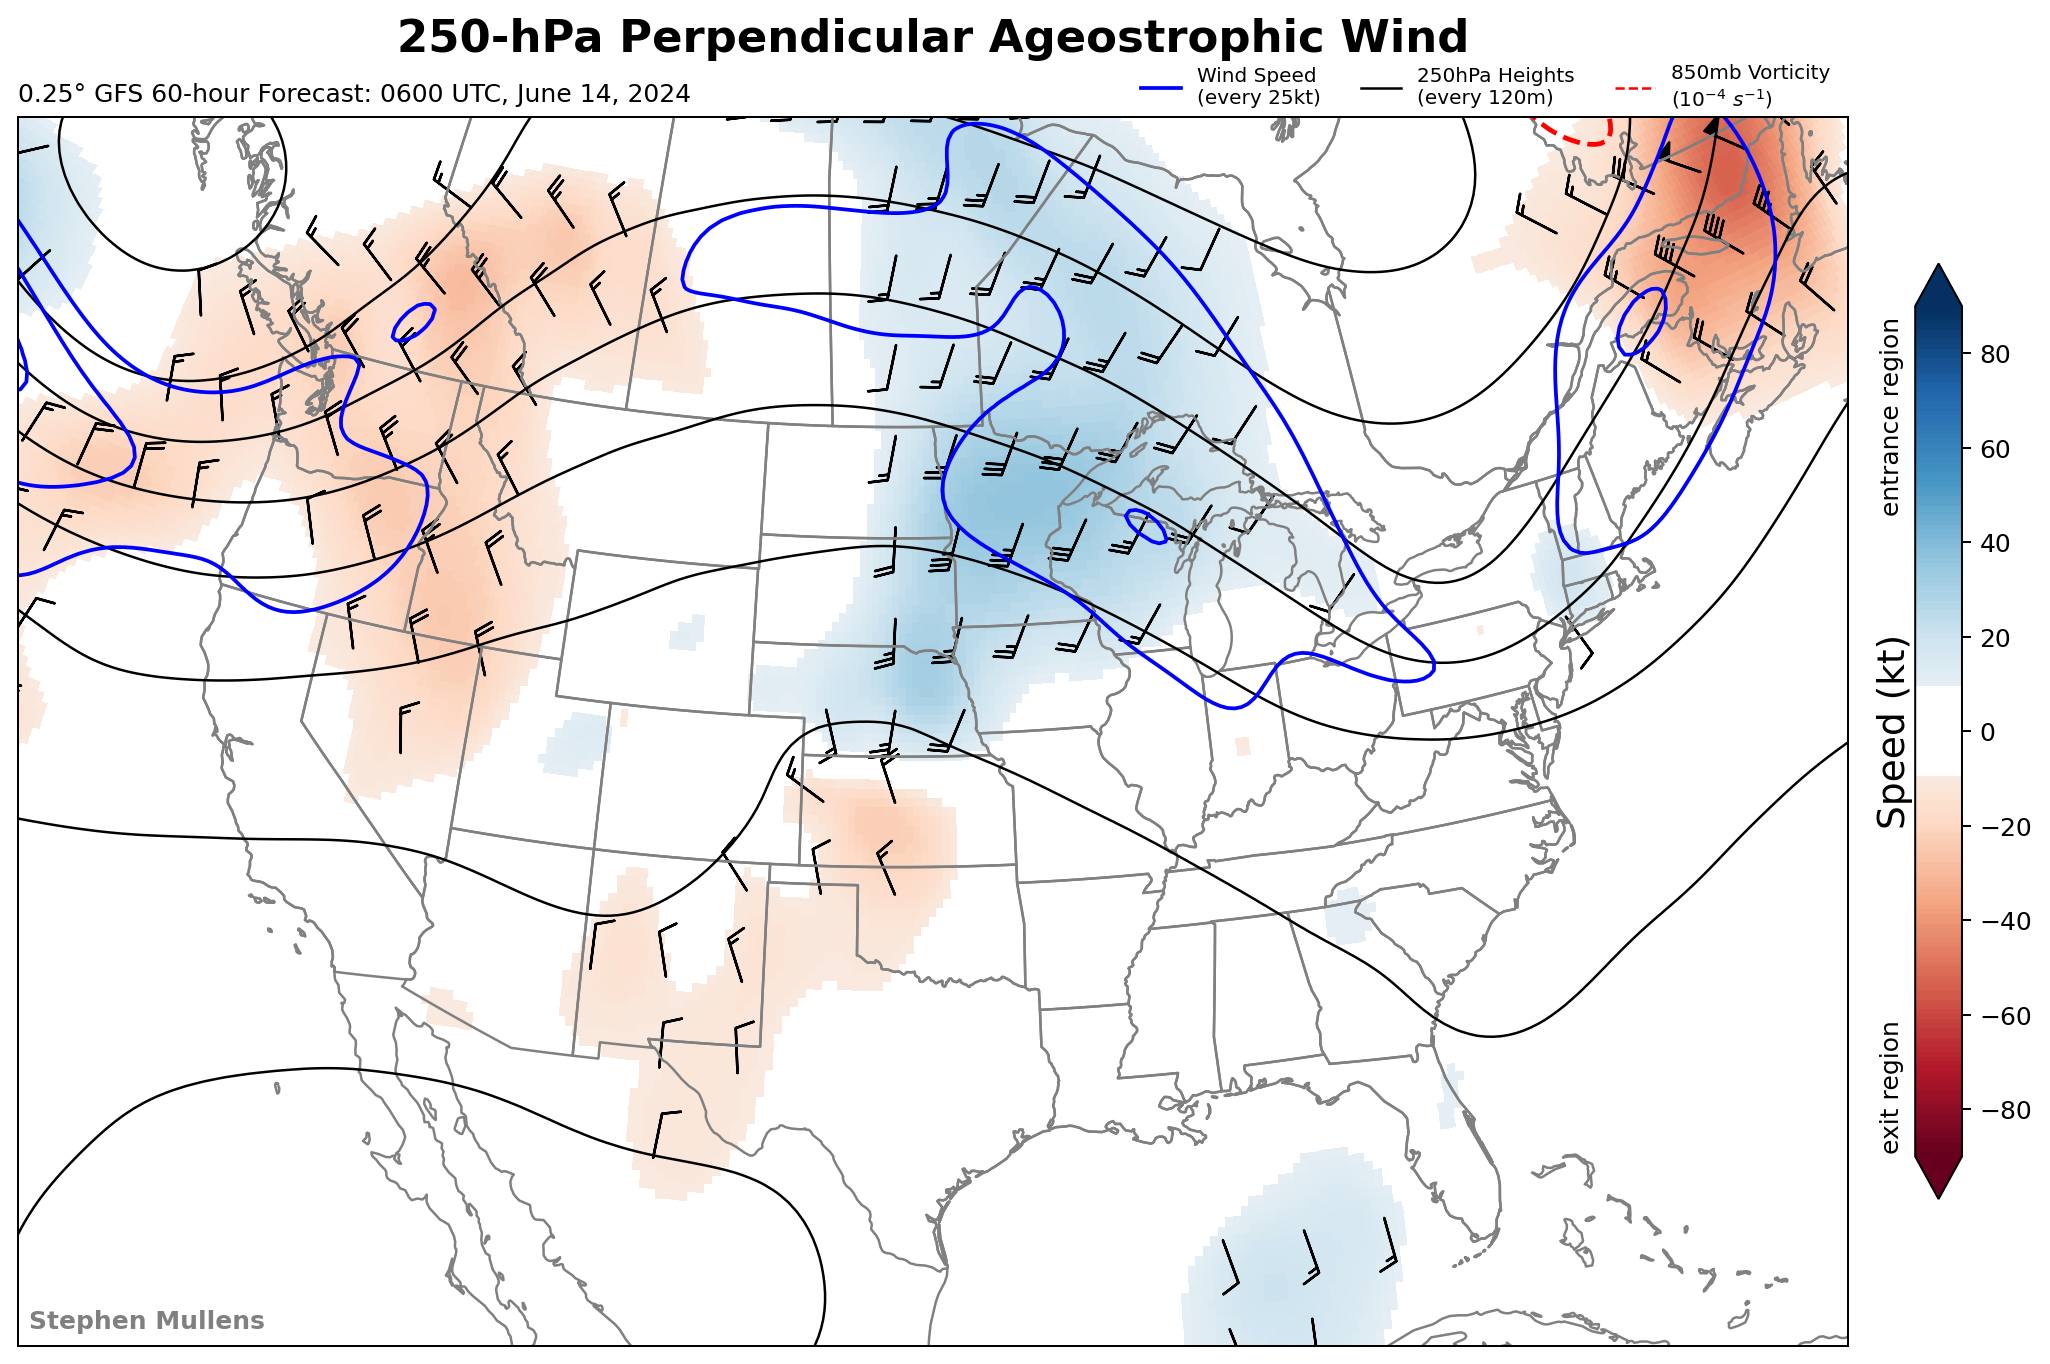 250-hPa Perpendicular Ageostrophic Wind
0.25° GFS 60-hour Forecast: 0600 UTC, June 14, 2024
Wind Speed
(every 25kt)
250hPa Heights
(every 120m)
850mb Vorticity
(10⁻⁴ s⁻¹)
entrance region
Speed (kt)
exit region
80
60
40
20
0
−20
−40
−60
−80
Stephen Mullens